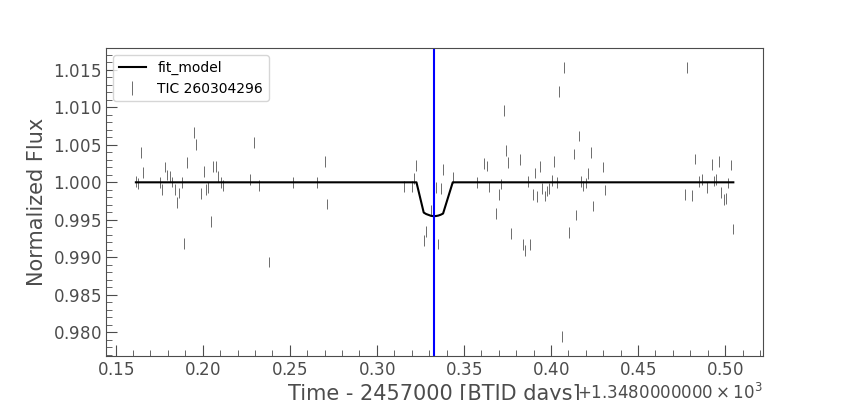 fit_model
TIC 260304296
1.015
1.010
1.005
1.000
0.995
0.990
0.985
0.980
Normalized Flux
0.15 0.20 0.25 0.30 0.35 0.40 0.45 0.50
Time - 2457000 [BTJD days]
+1.3480000000 × 10³